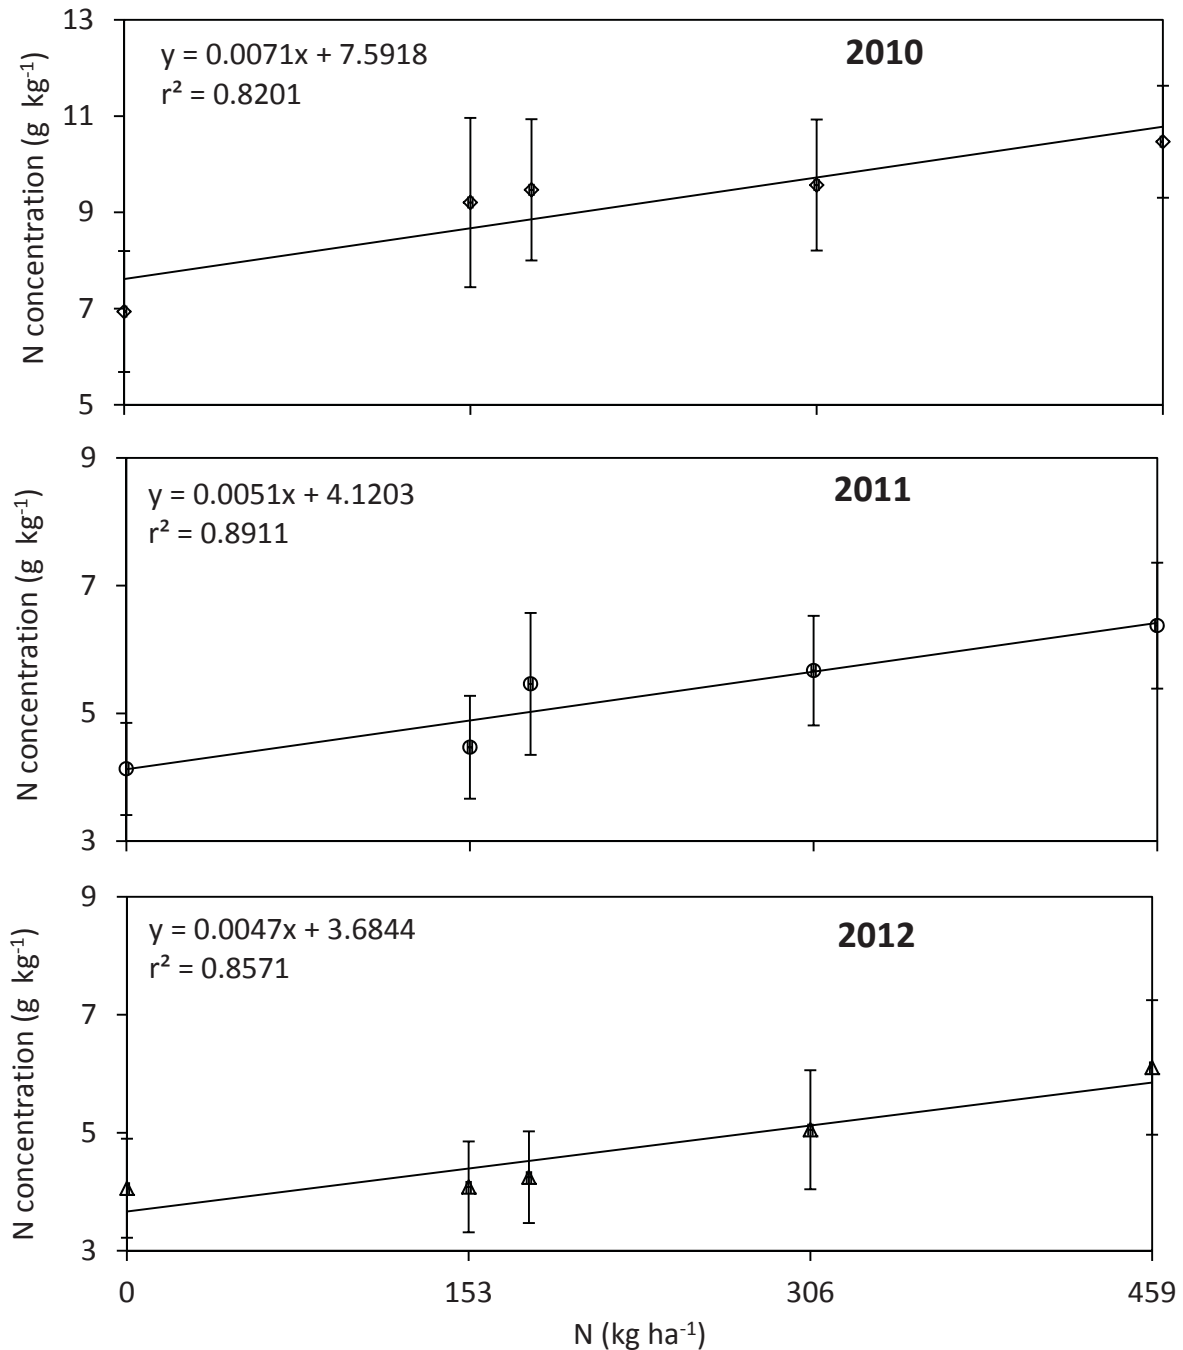 13
11
9
7
5
N concentration (g kg⁻¹)
y = 0.0071x + 7.5918
r² = 0.8201
2010
9
7
5
3
N concentration (g kg⁻¹)
y = 0.0051x + 4.1203
r² = 0.8911
2011
9
7
5
3
N concentration (g kg⁻¹)
y = 0.0047x + 3.6844
r² = 0.8571
2012
0 153 306 459
N (kg ha⁻¹)